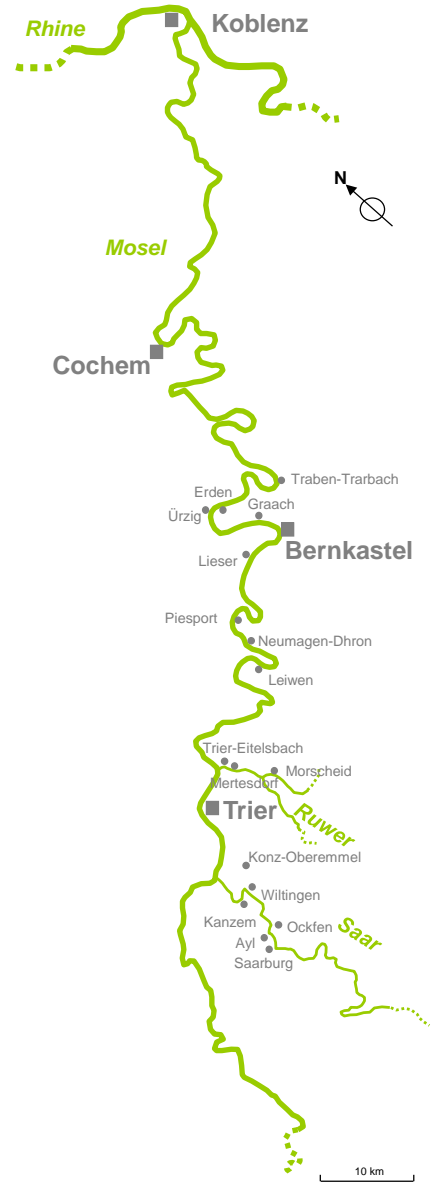 Koblenz
Rhine
N
Mosel
Cochem
Traben-Trarbach
Erden
Graach
Ürzig
Bernkastel
Lieser
Piesport
Neumagen-Dhron
Leiwen
Trier-Eitelsbach
Morscheid
Mertesdorf
Trier
Ruwer
Konz-Oberemmel
Wiltingen
Kanzem
Ockfen
Saar
Ayl
Saarburg
10 km